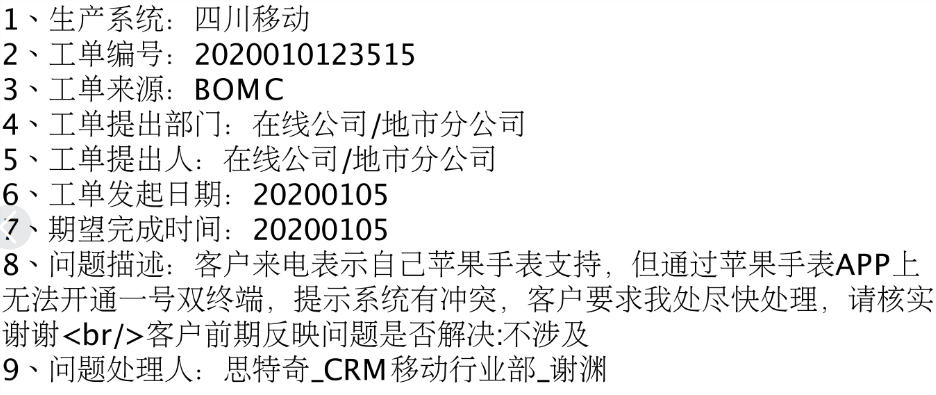 1、生产系统：四川移动
2、工单编号：2020010123515
3、工单来源：BOMC
4、工单提出部门：在线公司/地市分公司
5、工单提出人：在线公司/地市分公司
6、工单发起日期：20200105
7、期望完成时间：20200105
8、问题描述：客户来电表示自己苹果手表支持，但通过苹果手表APP上
无法开通一号双终端，提示系统有冲突，客户要求我处尽快处理，请核实
谢谢<br/>客户前期反映问题是否解决:不涉及
9、问题处理人：思特奇_CRM移动行业部_谢渊